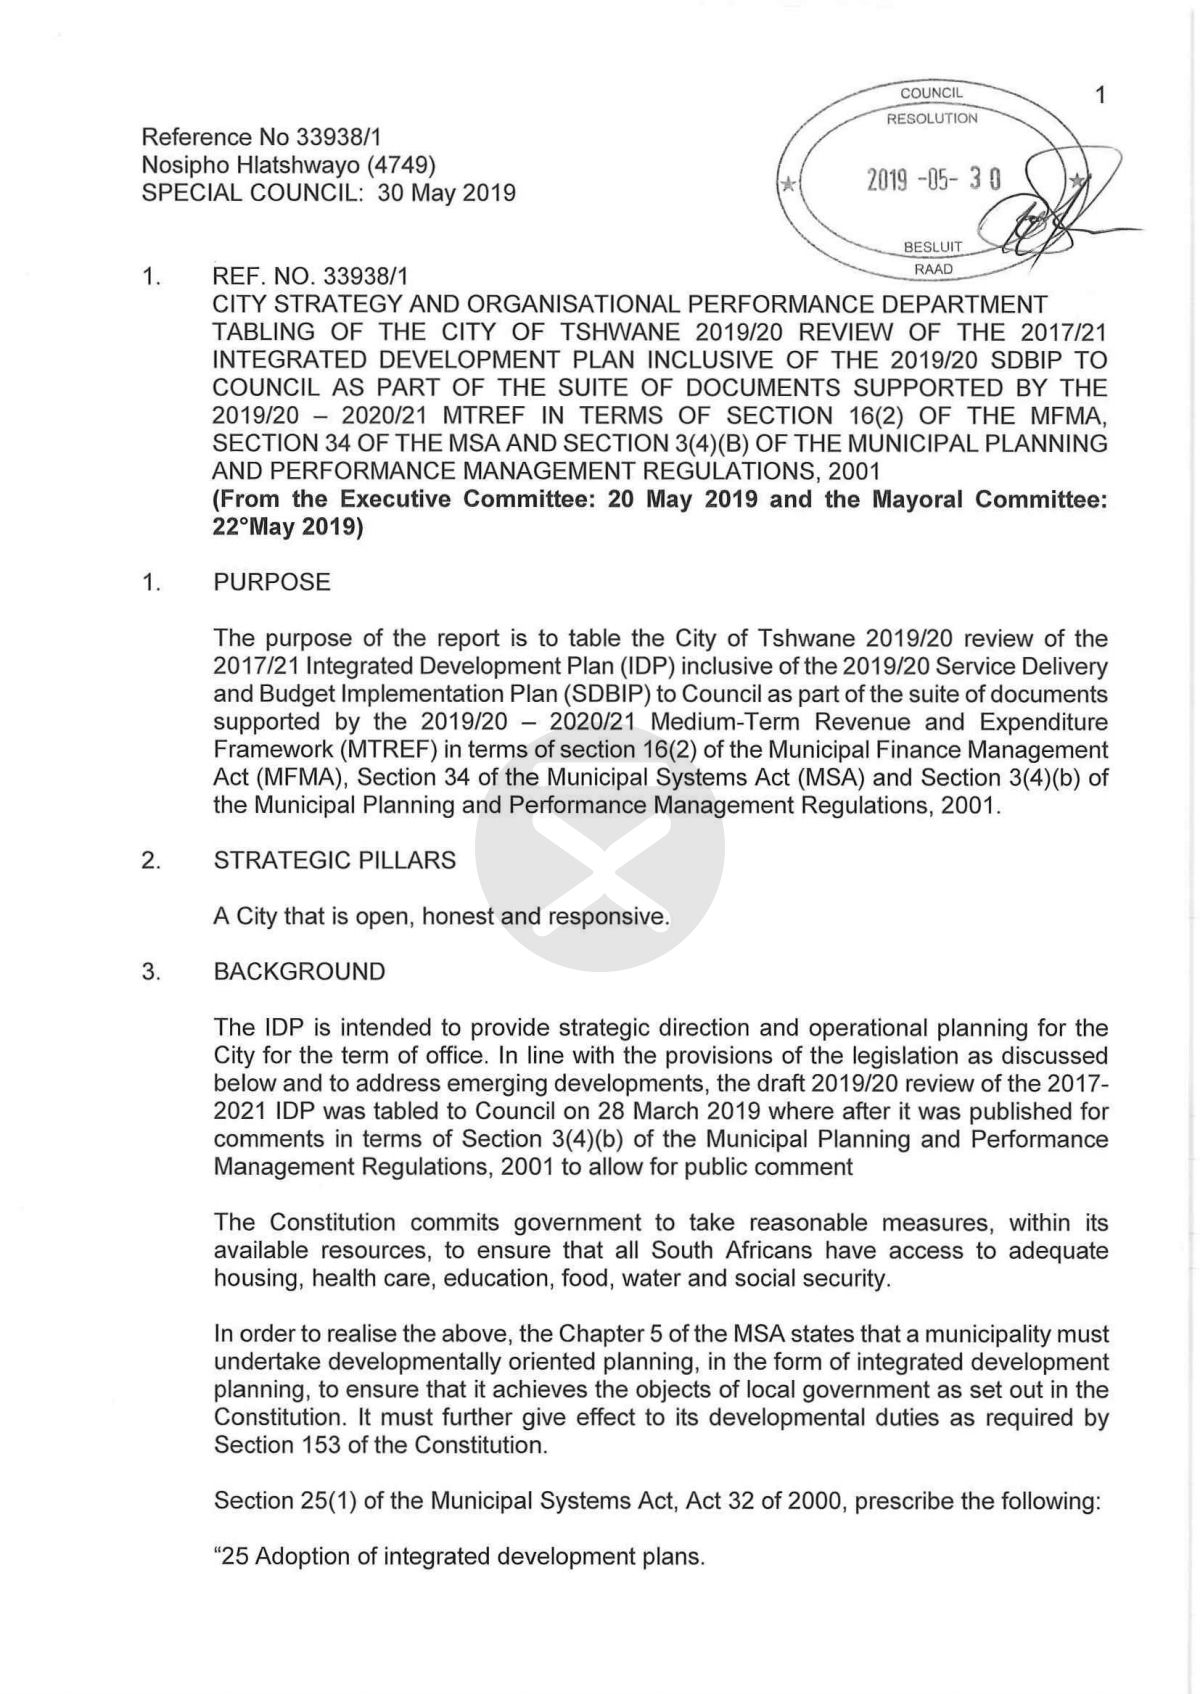 1
COUNCIL
RESOLUTION
2019 -05- 30
BESLUIT
RAAD
Reference No 33938/1
Nosipho Hlatshwayo (4749)
SPECIAL COUNCIL: 30 May 2019
1. REF. NO. 33938/1
CITY STRATEGY AND ORGANISATIONAL PERFORMANCE DEPARTMENT
TABLING OF THE CITY OF TSHWANE 2019/20 REVIEW OF THE 2017/21
INTEGRATED DEVELOPMENT PLAN INCLUSIVE OF THE 2019/20 SDBIP TO
COUNCIL AS PART OF THE SUITE OF DOCUMENTS SUPPORTED BY THE
2019/20 – 2020/21 MTREF IN TERMS OF SECTION 16(2) OF THE MFMA,
SECTION 34 OF THE MSA AND SECTION 3(4)(B) OF THE MUNICIPAL PLANNING
AND PERFORMANCE MANAGEMENT REGULATIONS, 2001
(From the Executive Committee: 20 May 2019 and the Mayoral Committee:
22°May 2019)
1. PURPOSE
The purpose of the report is to table the City of Tshwane 2019/20 review of the
2017/21 Integrated Development Plan (IDP) inclusive of the 2019/20 Service Delivery
and Budget Implementation Plan (SDBIP) to Council as part of the suite of documents
supported by the 2019/20 – 2020/21 Medium-Term Revenue and Expenditure
Framework (MTREF) in terms of section 16(2) of the Municipal Finance Management
Act (MFMA), Section 34 of the Municipal Systems Act (MSA) and Section 3(4)(b) of
the Municipal Planning and Performance Management Regulations, 2001.
2. STRATEGIC PILLARS
A City that is open, honest and responsive.
3. BACKGROUND
The IDP is intended to provide strategic direction and operational planning for the
City for the term of office. In line with the provisions of the legislation as discussed
below and to address emerging developments, the draft 2019/20 review of the 2017-
2021 IDP was tabled to Council on 28 March 2019 where after it was published for
comments in terms of Section 3(4)(b) of the Municipal Planning and Performance
Management Regulations, 2001 to allow for public comment
The Constitution commits government to take reasonable measures, within its
available resources, to ensure that all South Africans have access to adequate
housing, health care, education, food, water and social security.
In order to realise the above, the Chapter 5 of the MSA states that a municipality must
undertake developmentally oriented planning, in the form of integrated development
planning, to ensure that it achieves the objects of local government as set out in the
Constitution. It must further give effect to its developmental duties as required by
Section 153 of the Constitution.
Section 25(1) of the Municipal Systems Act, Act 32 of 2000, prescribe the following:
“25 Adoption of integrated development plans.